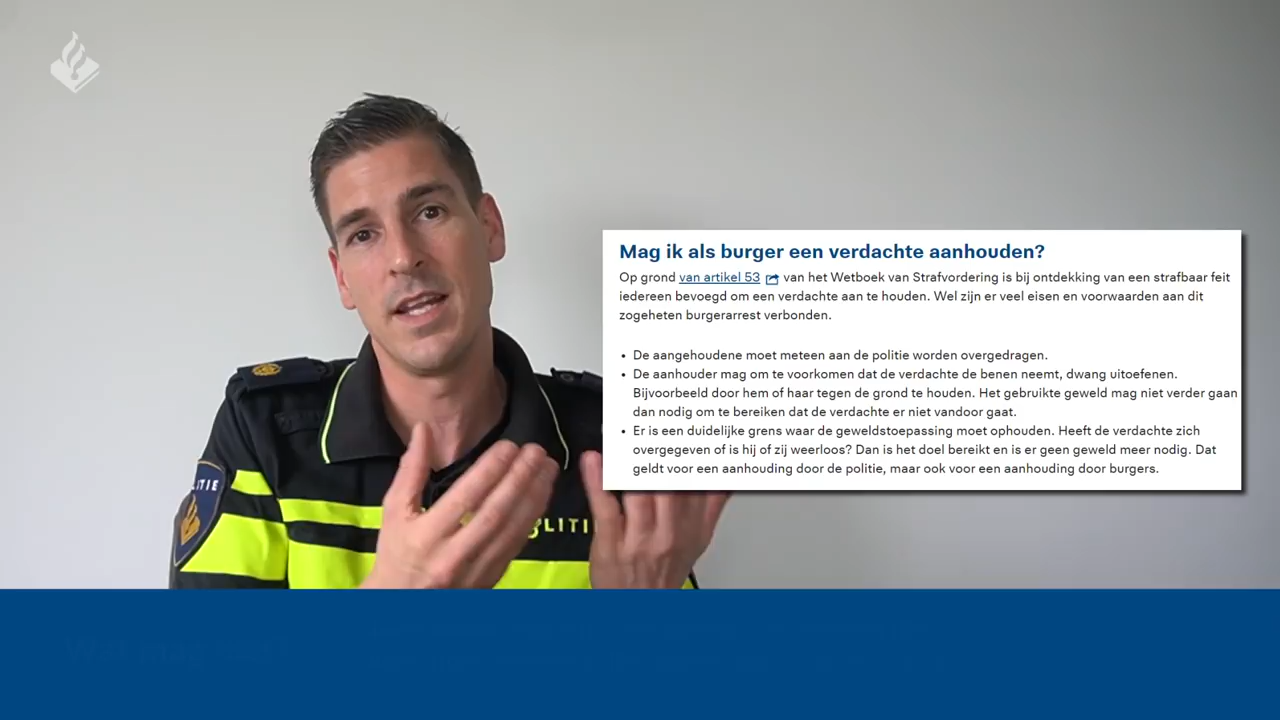 Mag ik als burger een verdachte aanhouden?
Op grond van artikel 53 van het Wetboek van Strafvordering is bij ontdekking van een strafbaar feit
iedereen bevoegd om een verdachte aan te houden. Wel zijn er veel eisen en voorwaarden aan dit
zogeheten burgerarrest verbonden.
• De aangehoudene moet meteen aan de politie worden overgedragen.
• De aanhouder mag om te voorkomen dat de verdachte de benen neemt, dwang uitoefenen.
Bijvoorbeeld door hem of haar tegen de grond te houden. Het gebruikte geweld mag niet verder gaan
dan nodig om te bereiken dat de verdachte er niet vandoor gaat.
• Er is een duidelijke grens waar de geweldstoepassing moet ophouden. Heeft de verdachte zich
overgegeven of is hij of zij weerloos? Dan is het doel bereikt en is er geen geweld meer nodig. Dat
geldt voor een aanhouding door de politie, maar ook voor een aanhouding door burgers.
ITIE
LITI